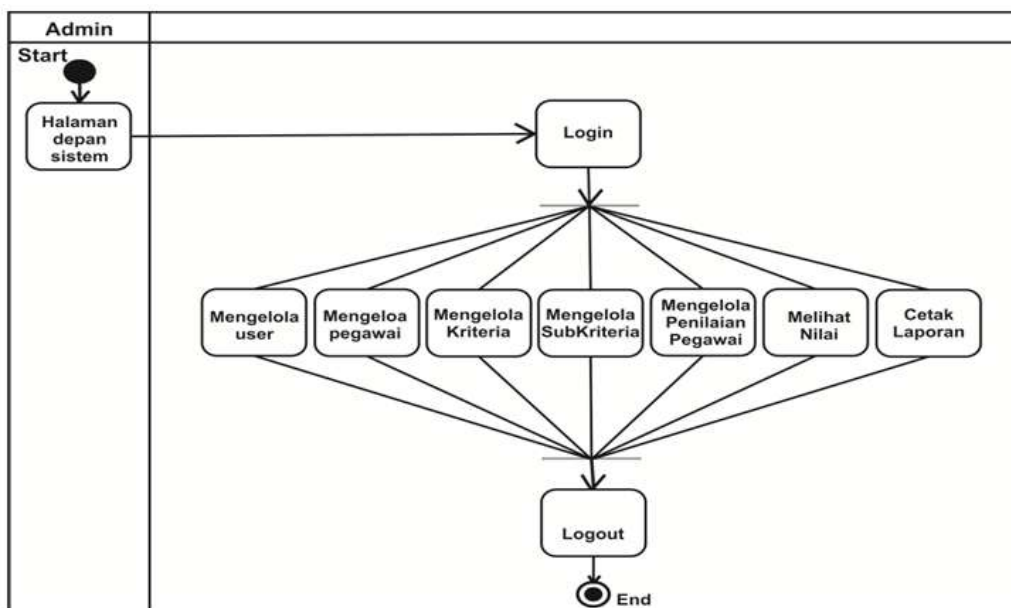 Admin
Start
Halaman
depan
sistem
Login
Mengelola
user
Mengeloa
pegawai
Mengelola
Kriteria
Mengelola
SubKriteria
Mengelola
Penilaian
Pegawai
Melihat
Nilai
Cetak
Laporan
Logout
End